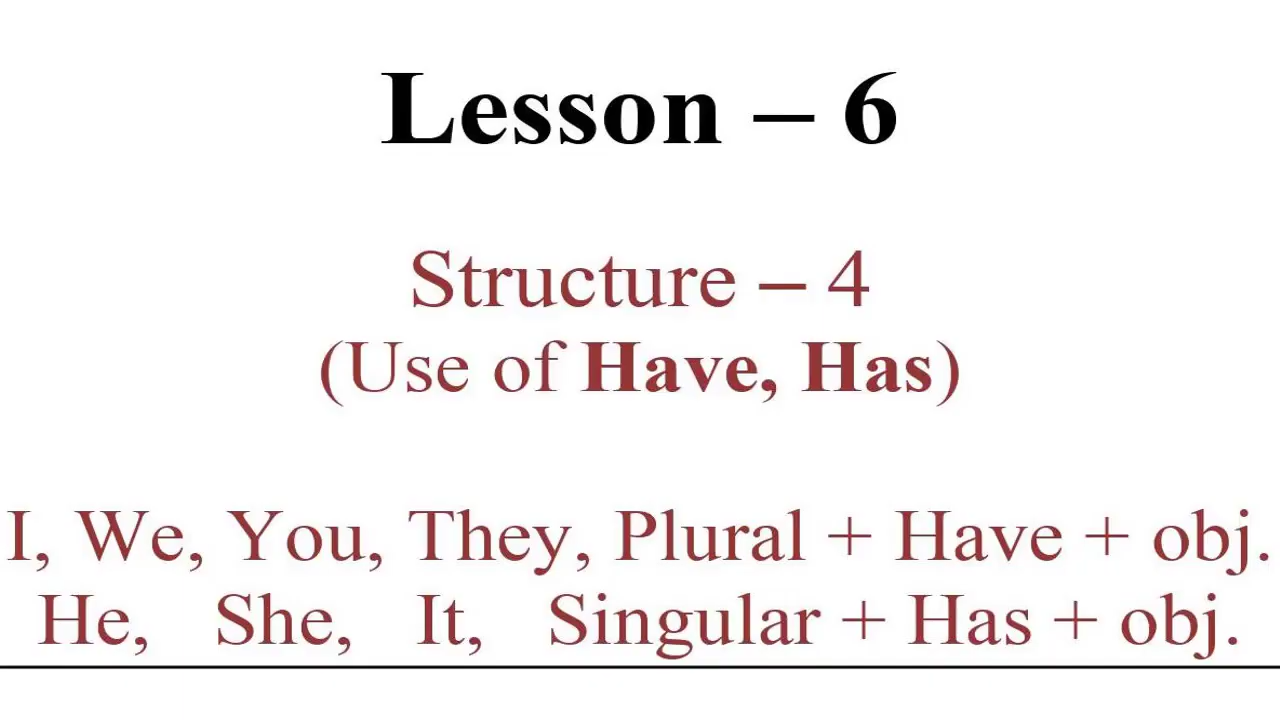 Lesson – 6
Structure – 4
(Use of Have, Has)
I, We, You, They, Plural + Have + obj.
He, She, It, Singular + Has + obj.